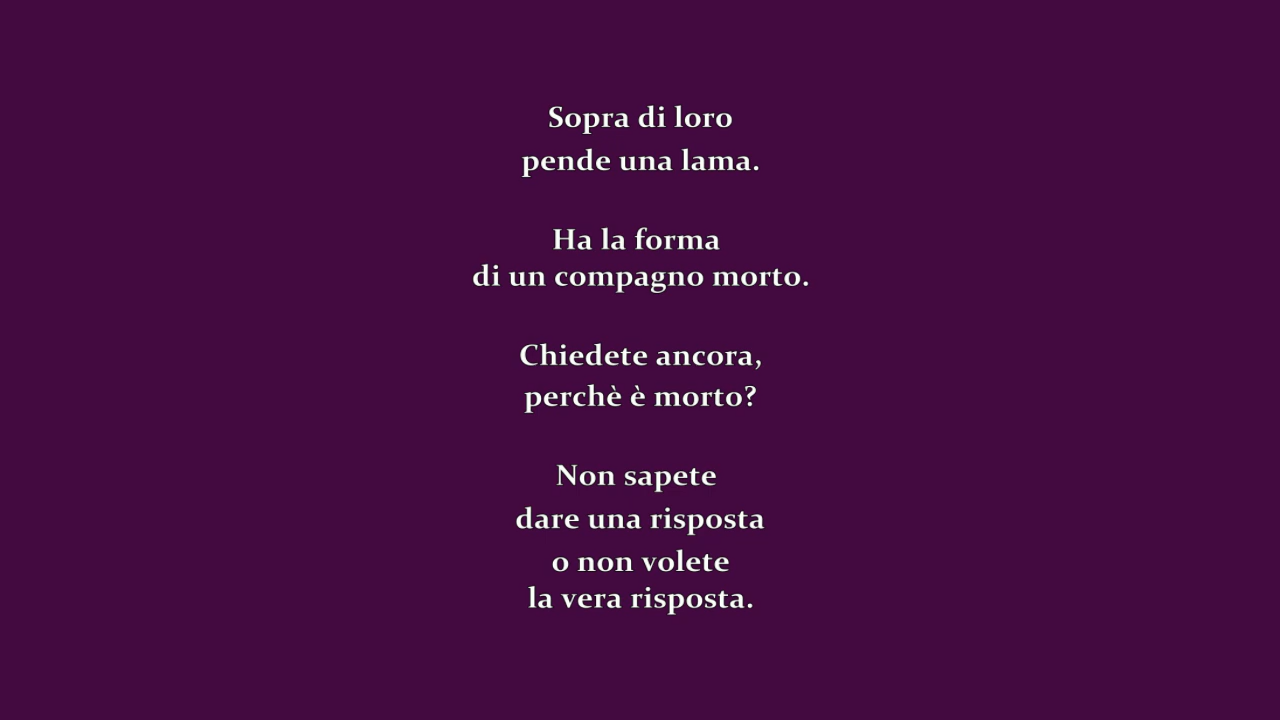 Sopra di loro
pende una lama.
Ha la forma
di un compagno morto.
Chiedete ancora,
perchè è morto?
Non sapete
dare una risposta
o non volete
la vera risposta.